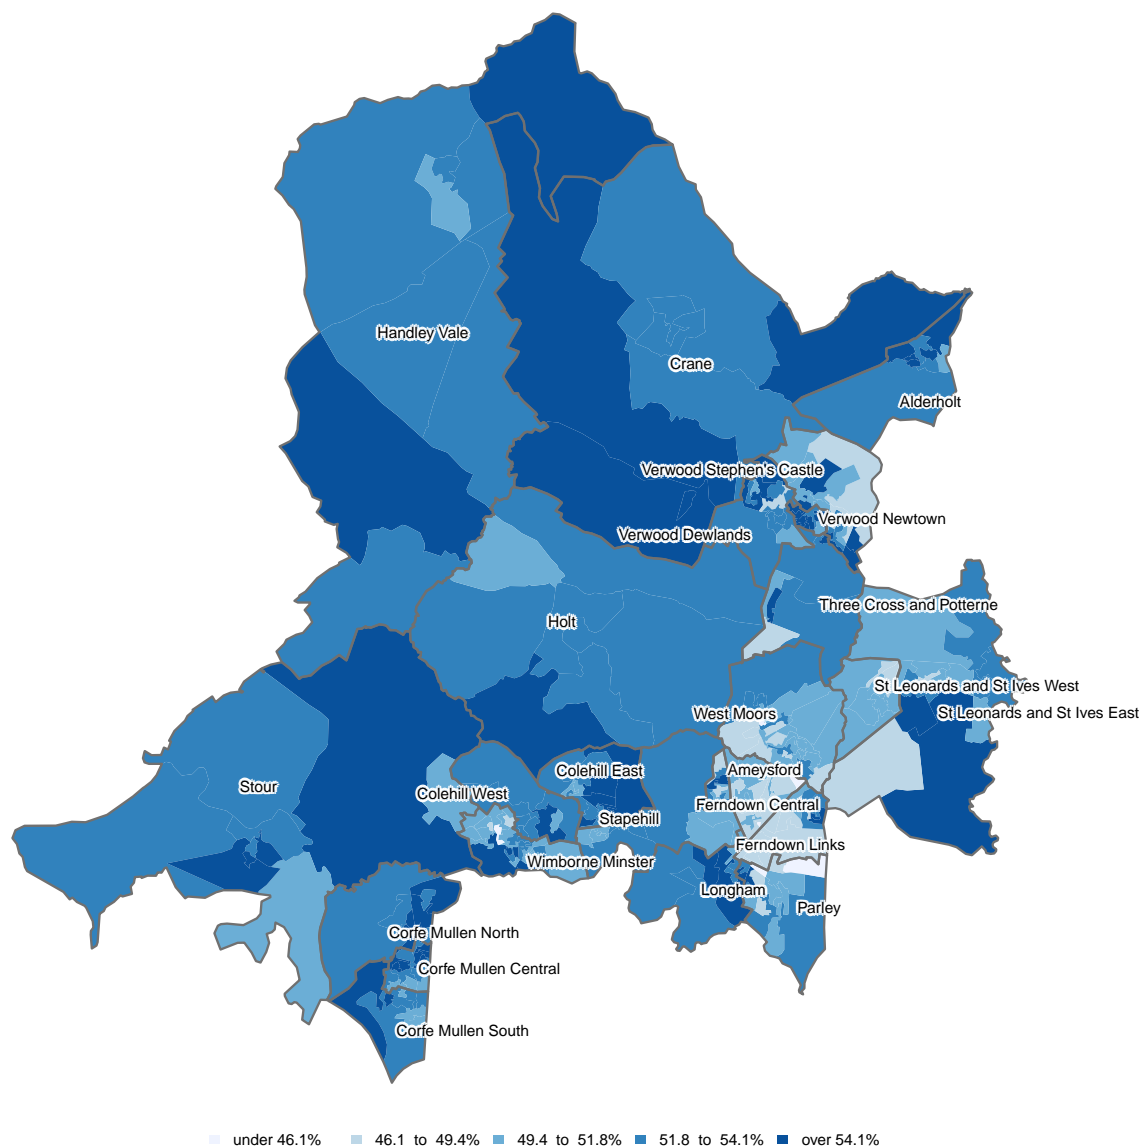 Handley Vale
Crane
Alderholt
Verwood Stephen's Castle
Verwood Newtown
Verwood Dewlands
Three Cross and Potterne
Holt
St Leonards and St Ives West
St Leonards and St Ives East
West Moors
Ameysford
Colehill East
Stour
Colehill West
Ferndown Central
Stapehill
Ferndown Links
Wimborne Minster
Longham
Parley
Corfe Mullen North
Corfe Mullen Central
Corfe Mullen South
under 46.1% 46.1 to 49.4% 49.4 to 51.8% 51.8 to 54.1% over 54.1%